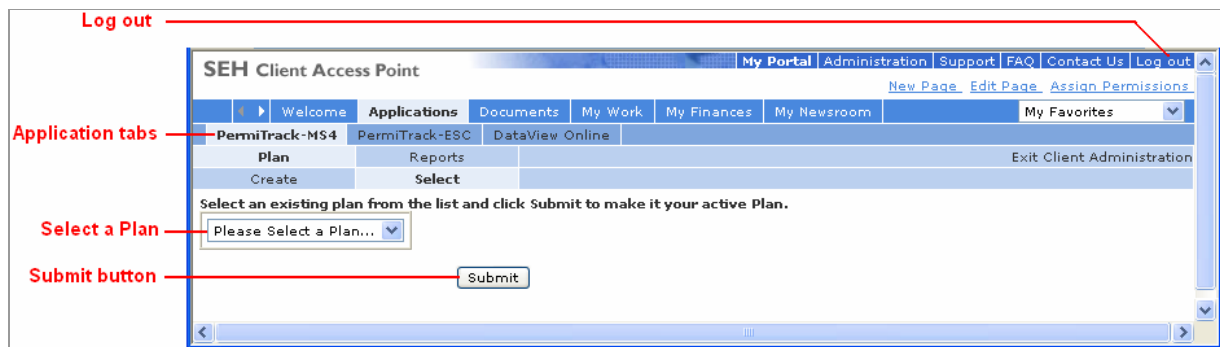 Log out
SEH Client Access Point
My Portal Administration Support FAQ Contact Us Log out
New Page Edit Page Assign Permissions
Welcome Applications Documents My Work My Finances My Newsroom My Favorites
Application tabs
PermiTrack-MS4 PermiTrack-ESC DataView Online
Plan Reports Exit Client Administration
Create Select
Select an existing plan from the list and click Submit to make it your active Plan.
Select a Plan
Please Select a Plan...
Submit button
Submit